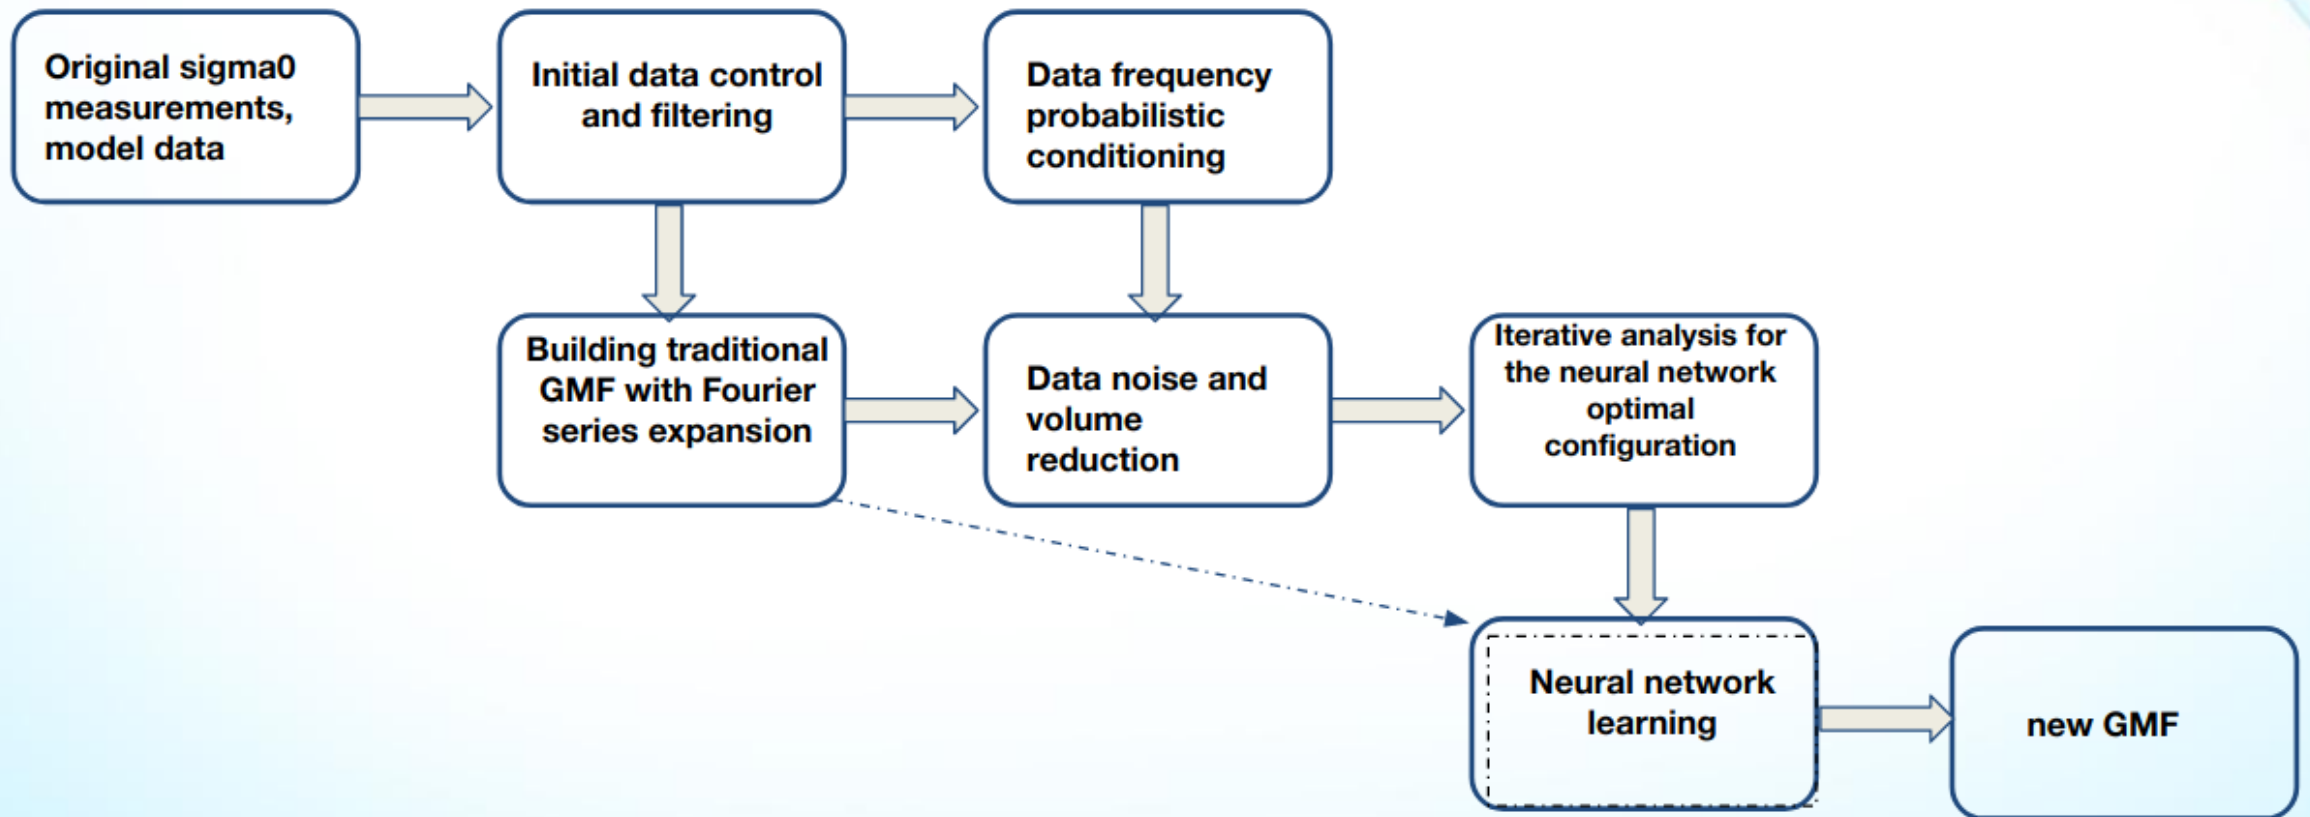 Original sigma0
measurements,
model data
Initial data control
and filtering
Data frequency
probabilistic
conditioning
Building traditional
GMF with Fourier
series expansion
Data noise and
volume
reduction
Iterative analysis for
the neural network
optimal
configuration
Neural network
learning
new GMF